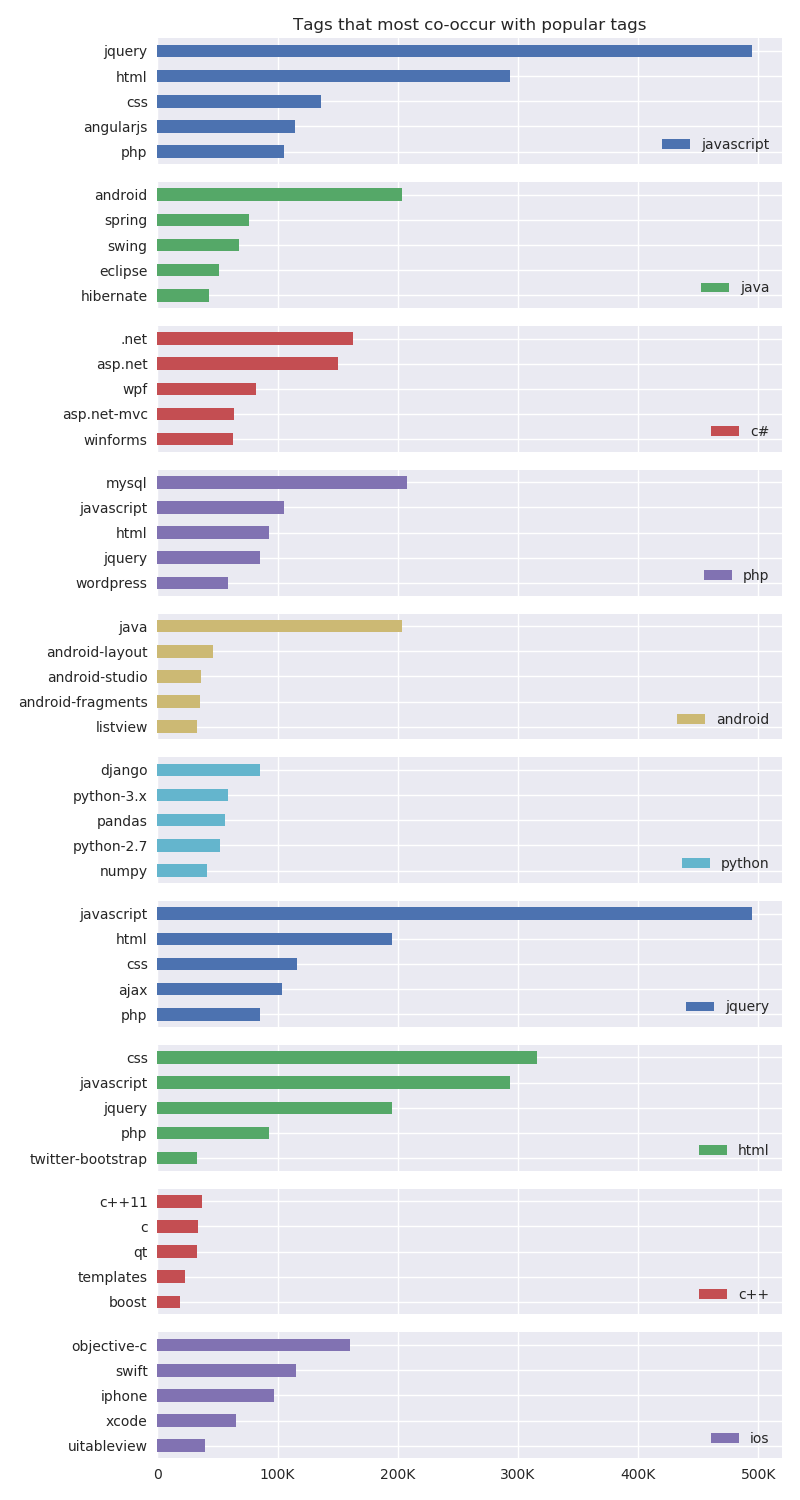 Tags that most co-occur with popular tags
jquery
html
css
angularjs
php
javascript
android
spring
swing
eclipse
hibernate
java
.net
asp.net
wpf
asp.net-mvc
winforms
c#
mysql
javascript
html
jquery
wordpress
php
java
android-layout
android-studio
android-fragments
listview
android
django
python-3.x
pandas
python-2.7
numpy
python
javascript
html
css
ajax
php
jquery
css
javascript
jquery
php
twitter-bootstrap
html
c++11
c
qt
templates
boost
c++
objective-c
swift
iphone
xcode
uitableview
ios
0 100K 200K 300K 400K 500K